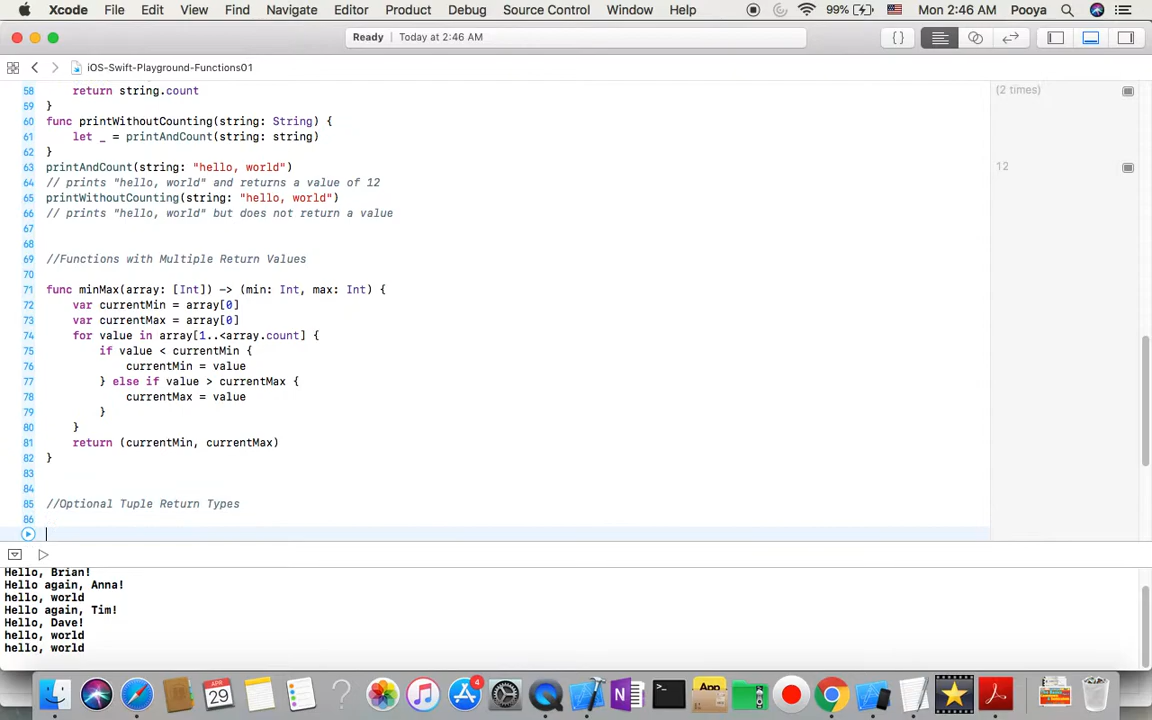 Xcode File Edit View Find Navigate Editor Product Debug Source Control Window Help 99% Mon 2:46 AM Pooya
Ready Today at 2:46 AM { }
iOS-Swift-Playground-Functions01
58 return string.count (2 times)
59 }
60 func printWithoutCounting(string: String) {
61 let _ = printAndCount(string: string)
62 }
63 printAndCount(string: "hello, world") 12
64 // prints "hello, world" and returns a value of 12
65 printWithoutCounting(string: "hello, world")
66 // prints "hello, world" but does not return a value
67
68
69 //Functions with Multiple Return Values
70
71 func minMax(array: [Int]) -> (min: Int, max: Int) {
72 var currentMin = array[0]
73 var currentMax = array[0]
74 for value in array[1..<array.count] {
75 if value < currentMin {
76 currentMin = value
77 } else if value > currentMax {
78 currentMax = value
79 }
80 }
81 return (currentMin, currentMax)
82 }
83
84
85 //Optional Tuple Return Types
86
Hello, Brian!
Hello again, Anna!
hello, world
Hello again, Tim!
Hello, Dave!
hello, world
hello, world
APR
29
4
N
App